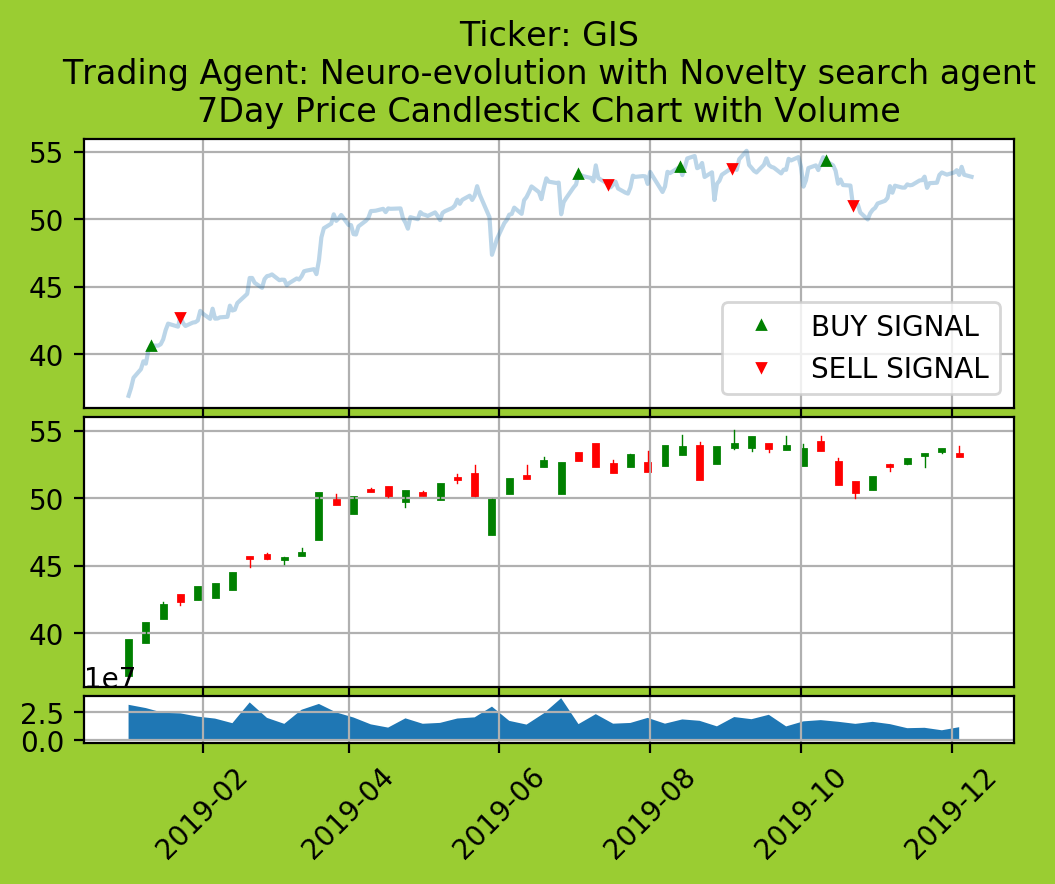 Ticker: GIS
Trading Agent: Neuro-evolution with Novelty search agent
7Day Price Candlestick Chart with Volume
55
50
45
40
BUY SIGNAL
SELL SIGNAL
55
50
45
40
1e7
2.5
0.0
2019-02
2019-04
2019-06
2019-08
2019-10
2019-12